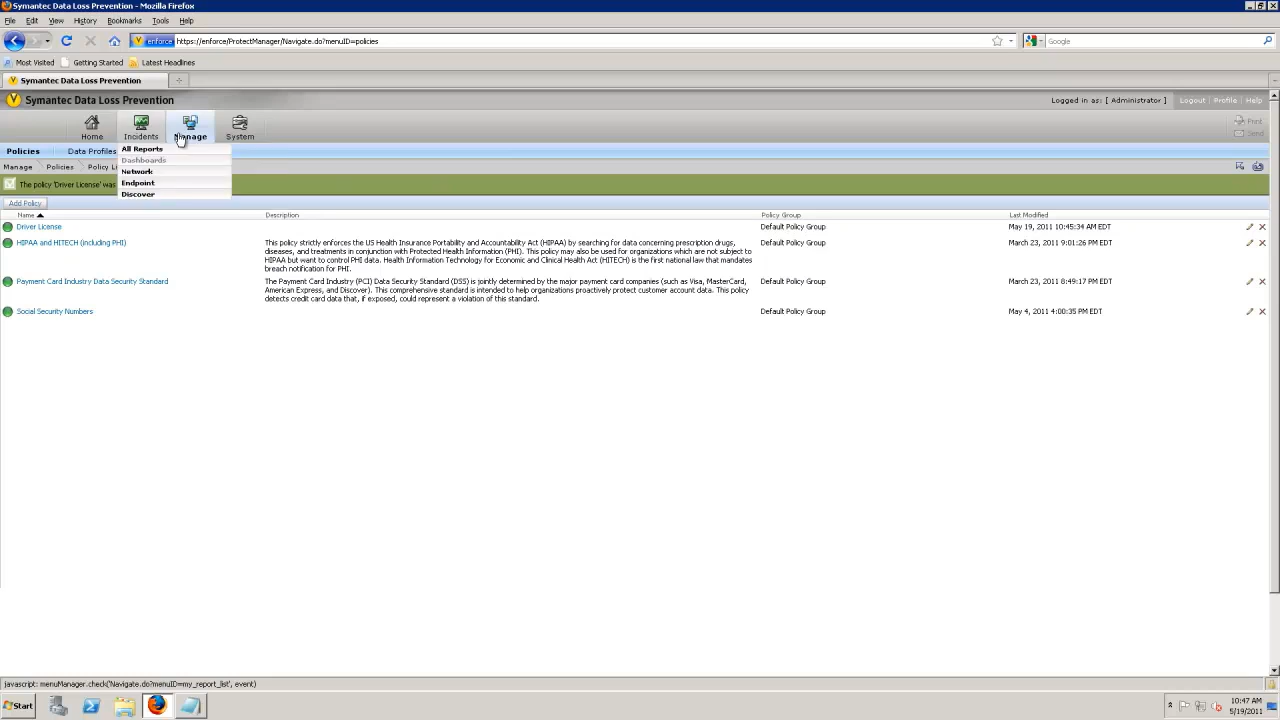 Symantec Data Loss Prevention - Mozilla Firefox
File Edit View History Bookmarks Tools Help
enforce https://enforce/ProtectManager/Navigate.do?menuID=policies
Google
Most Visited Getting Started Latest Headlines
Symantec Data Loss Prevention
Symantec Data Loss Prevention
Logged in as: [ Administrator ] Logout Profile Help
Home Incidents Manage System
Print
Send
Policies Data Profiles
All Reports
Dashboards
Network
Endpoint
Discover
Manage Policies Policy Li
The policy 'Driver License' was
Add Policy
Name Description Policy Group Last Modified
Driver License Default Policy Group May 19, 2011 10:45:34 AM EDT
HIPAA and HITECH (including PHI) This policy strictly enforces the US Health Insurance Portability and Accountability Act (HIPAA) by searching for data concerning prescription drugs, Default Policy Group March 23, 2011 9:01:26 PM EDT
diseases, and treatments in conjunction with Protected Health Information (PHI). This policy may also be used for organizations which are not subject to
HIPAA but want to control PHI data. Health Information Technology for Economic and Clinical Health Act (HITECH) is the first national law that mandates
breach notification for PHI.
Payment Card Industry Data Security Standard The Payment Card Industry (PCI) Data Security Standard (DSS) is jointly determined by the major payment card companies (such as Visa, MasterCard, Default Policy Group March 23, 2011 8:49:17 PM EDT
American Express, and Discover). This comprehensive standard is intended to help organizations proactively protect customer account data. This policy
detects credit card data that, if exposed, could represent a violation of this standard.
Social Security Numbers Default Policy Group May 4, 2011 4:00:35 PM EDT
javascript: menuManager.check('Navigate.do?menuID=my_report_list', event)
Start
10:47 AM
5/19/2011